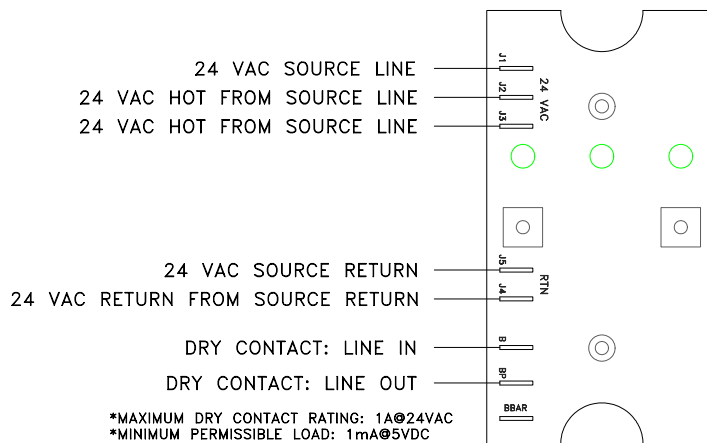 24 VAC SOURCE LINE
J1
24 VAC HOT FROM SOURCE LINE
J2
24 VAC HOT FROM SOURCE LINE
J3
24 VAC
24 VAC SOURCE RETURN
J5
24 VAC RETURN FROM SOURCE RETURN
J4
RTN
DRY CONTACT: LINE IN
B
DRY CONTACT: LINE OUT
BP
BBAR
*MAXIMUM DRY CONTACT RATING: 1A@24VAC
*MINIMUM PERMISSIBLE LOAD: 1mA@5VDC